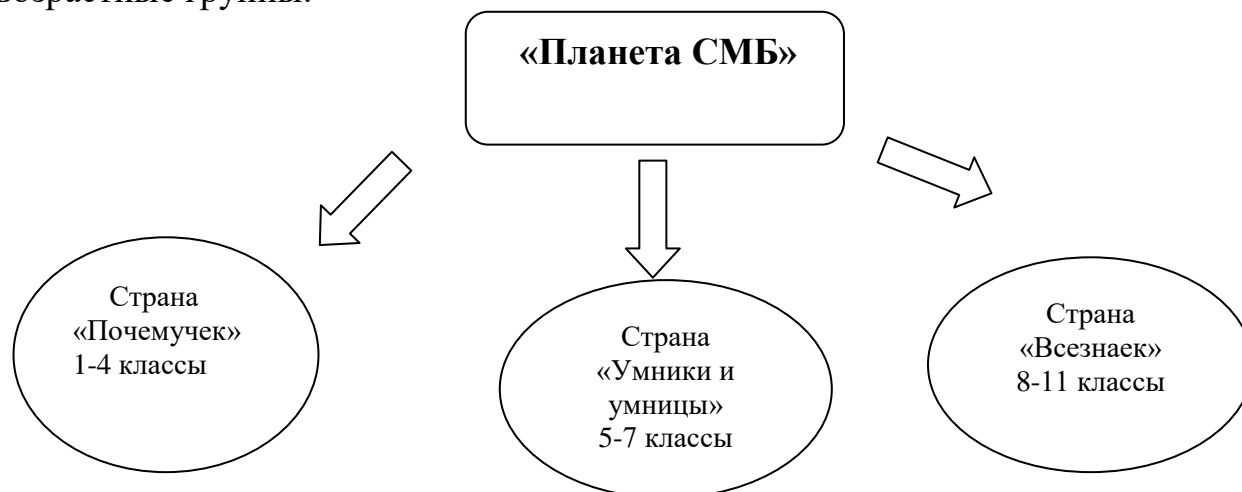 возрастные группы:
«Планета СМБ»
Страна
«Почемучек»
1-4 классы
Страна
«Умники и
умницы»
5-7 классы
Страна
«Всезнаек»
8-11 классы